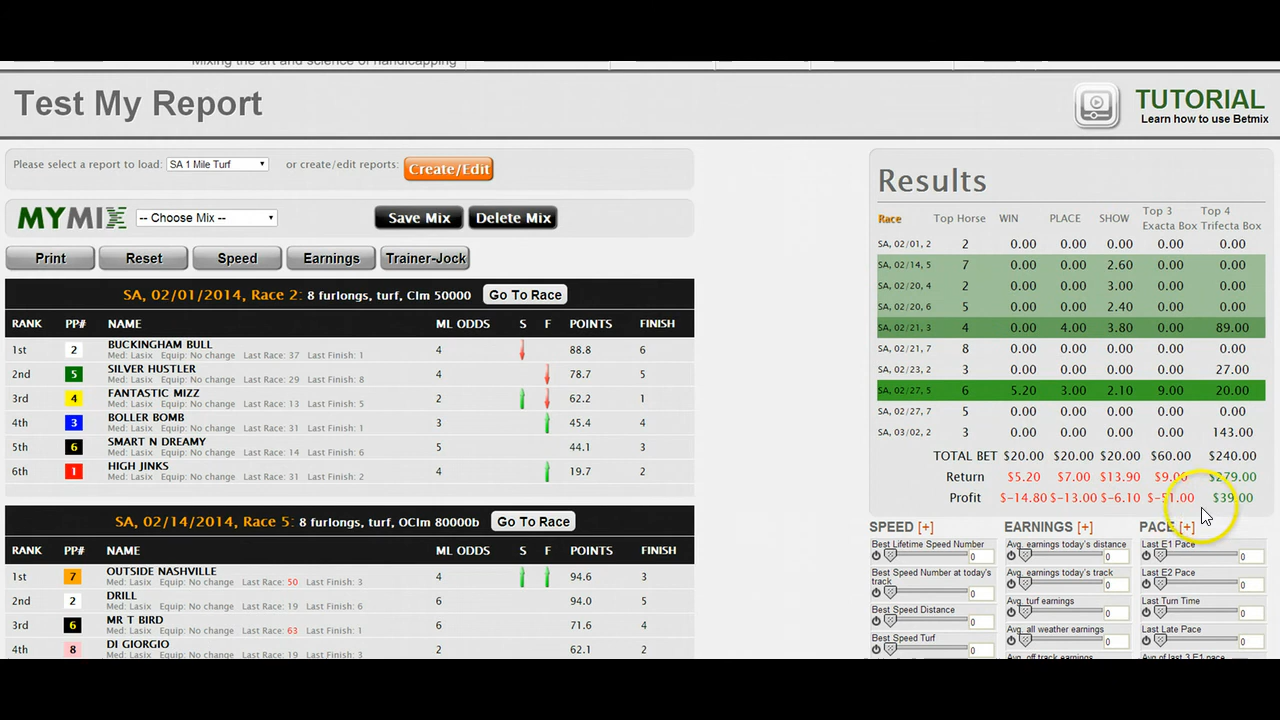 Mixing the art and science of handicapping
Test My Report
TUTORIAL
Learn how to use Betmix
Please select a report to load: SA 1 Mile Turf or create/edit reports: Create/Edit
MYMIX -- Choose Mix -- Save Mix Delete Mix
Print Reset Speed Earnings Trainer-Jock
SA, 02/01/2014, Race 2: 8 furlongs, turf, Clm 50000 Go To Race
RANK PP# NAME ML ODDS S F POINTS FINISH
1st 2 BUCKINGHAM BULL 4 88.8 6
Med: Lasix Equip: No change Last Race: 37 Last Finish: 1
2nd 5 SILVER HUSTLER 4 78.7 5
Med: Lasix Equip: No change Last Race: 29 Last Finish: 8
3rd 4 FANTASTIC MIZZ 2 62.2 1
Med: Lasix Equip: No change Last Race: 13 Last Finish: 5
4th 3 BOLLER BOMB 3 45.4 4
Med: Lasix Equip: No change Last Race: 31 Last Finish: 1
5th 6 SMART N DREAMY 5 44.1 3
Med: Lasix Equip: No change Last Race: 14 Last Finish: 1
6th 1 HIGH JINKS 4 19.7 2
Med: Lasix Equip: No change Last Race: 31 Last Finish: 2
SA, 02/14/2014, Race 5: 8 furlongs, turf, OClm 80000b Go To Race
RANK PP# NAME ML ODDS S F POINTS FINISH
1st 7 OUTSIDE NASHVILLE 4 94.6 3
Med: Lasix Equip: No change Last Race: 50 Last Finish: 3
2nd 2 DRILL 6 94.0 5
Med: Lasix Equip: No change Last Race: 19 Last Finish: 6
3rd 6 MR T BIRD 6 71.6 4
Med: Lasix Equip: No change Last Race: 63 Last Finish: 1
4th 8 DI GIORGIO 2 62.1 2
Med: Lasix Equip: No change Last Race: 19 Last Finish: 3
Results
Race Top Horse WIN PLACE SHOW Top 3 Exacta Box Top 4 Trifecta Box
SA, 02/01, 2 2 0.00 0.00 0.00 0.00 0.00
SA, 02/14, 5 7 0.00 0.00 2.60 0.00 0.00
SA, 02/20, 4 2 0.00 0.00 3.00 0.00 0.00
SA, 02/20, 6 5 0.00 0.00 2.40 0.00 0.00
SA, 02/21, 3 4 0.00 4.00 3.80 0.00 89.00
SA, 02/21, 7 8 0.00 0.00 0.00 0.00 0.00
SA, 02/23, 2 3 0.00 0.00 0.00 0.00 27.00
SA, 02/27, 5 6 5.20 3.00 2.10 9.00 20.00
SA, 02/27, 7 5 0.00 0.00 0.00 0.00 0.00
SA, 03/02, 2 3 0.00 0.00 0.00 0.00 143.00
TOTAL BET $20.00 $20.00 $20.00 $60.00 $240.00
Return $5.20 $7.00 $13.90 $9.00 $279.00
Profit $-14.80 $-13.00 $-6.10 $-51.00 $39.00
SPEED [+] EARNINGS [+] PACE [+]
Best Lifetime Speed Number 0
Best Speed Number at today's track 0
Best Speed Distance 0
Best Speed Turf 0
Avg. earnings today's distance 0
Avg. earnings today's track 0
Avg. turf earnings 0
Avg. all weather earnings 0
Avg. off track earnings
Last E1 Pace 0
Last E2 Pace 0
Last Turn Time 0
Last Late Pace 0
Avg of last 3 E1 pace